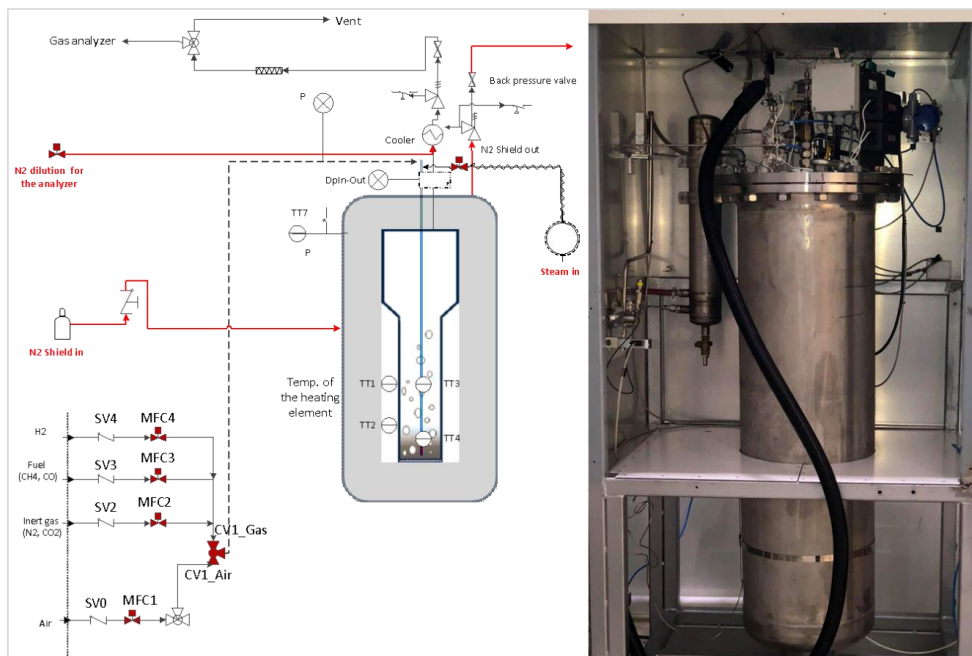 Vent
Gas analyzer
Back pressure valve
P
Cooler
N2 Shield out
N2 dilution for
the analyzer
DpIn-Out
TT7
P
Steam in
N2 Shield in
Temp. of
the heating
element
TT1
TT3
TT2
TT4
SV4
MFC4
H2
SV3
MFC3
Fuel
(CH4, CO)
SV2
MFC2
Inert gas
(N2, CO2)
CV1_Gas
CV1_Air
SV0
MFC1
Air